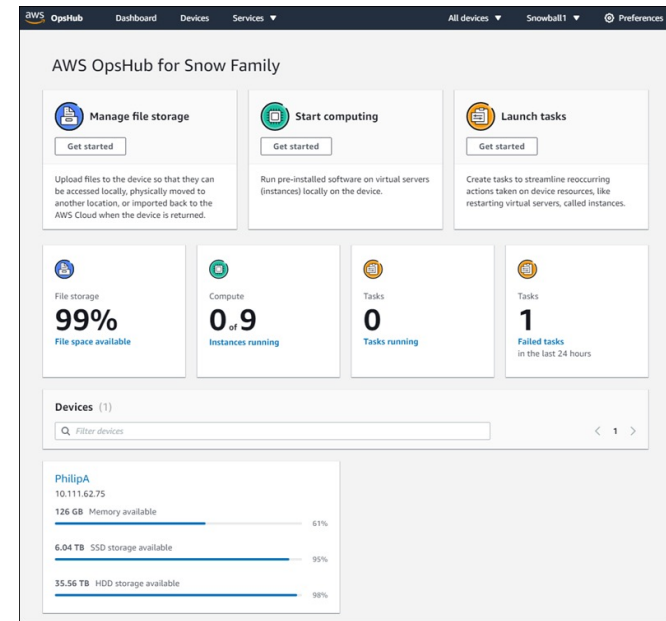 aws OpsHub Dashboard Devices Services All devices Snowball1 Preferences
AWS OpsHub for Snow Family
Manage file storage
Get started
Upload files to the device so that they can
be accessed locally, physically moved to
another location, or imported back to the
AWS Cloud when the device is returned.
Start computing
Get started
Run pre-installed software on virtual servers
(instances) locally on the device.
Launch tasks
Get started
Create tasks to streamline reoccurring
actions taken on device resources, like
restarting virtual servers, called instances.
File storage
99%
File space available
Compute
0 of 9
Instances running
Tasks
0
Tasks running
Tasks
1
Failed tasks
in the last 24 hours
Devices (1)
Filter devices
< 1 >
PhilipA
10.111.62.75
126 GB Memory available
61%
6.04 TB SSD storage available
95%
35.56 TB HDD storage available
98%